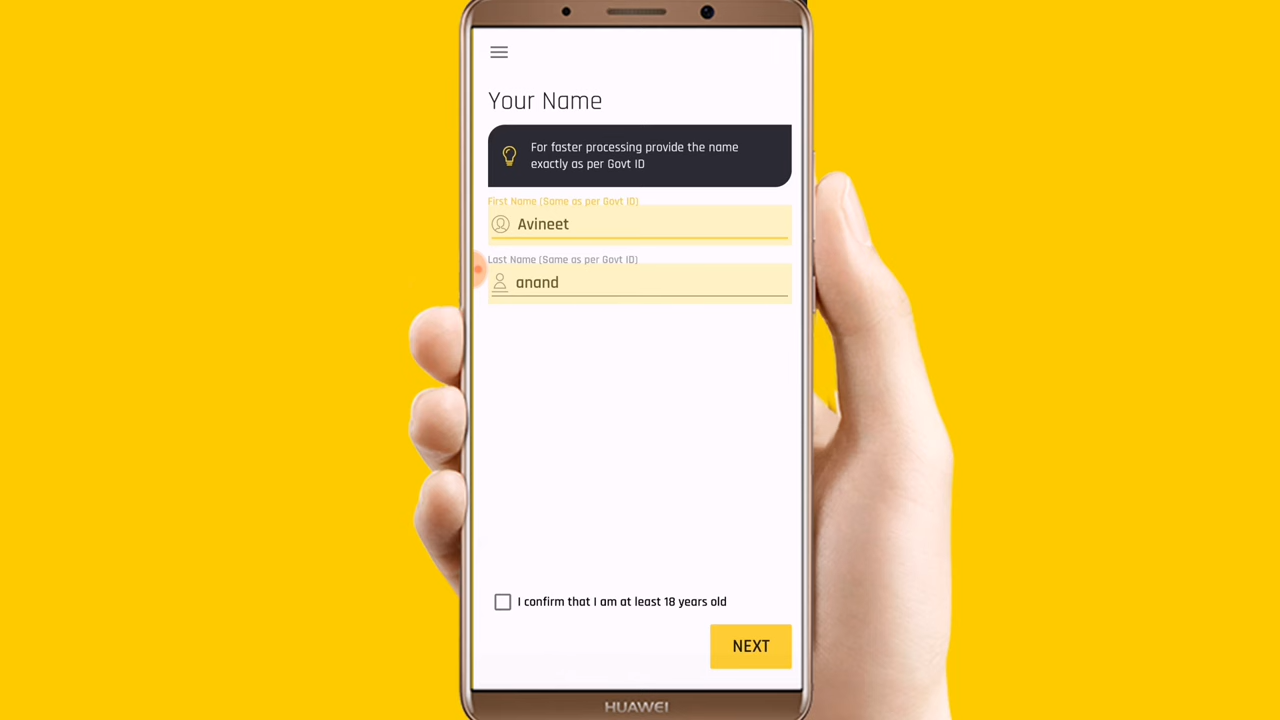 Your Name
For faster processing provide the name
exactly as per Govt ID
First Name (Same as per Govt ID)
Avineet
Last Name (Same as per Govt ID)
anand
I confirm that I am at least 18 years old
NEXT
HUAWEI